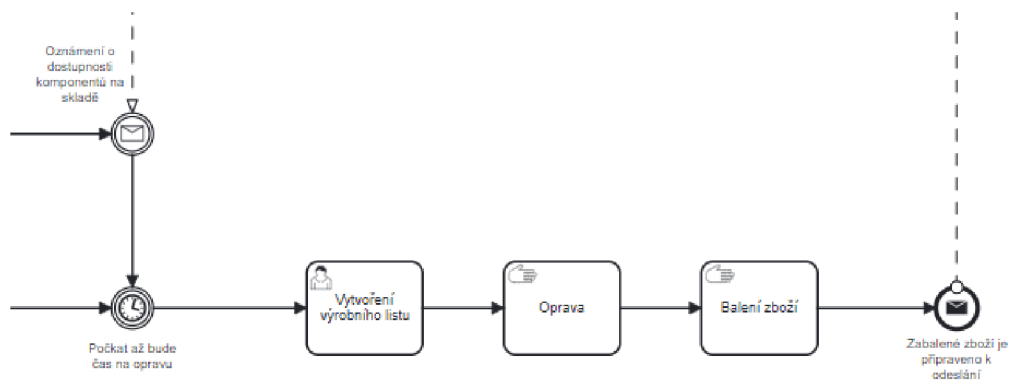 Oznámení o
dostupnosti
komponentů na
skladě
Vytvoření
výrobního listu
Oprava
Balení zboží
Počkat až bude
čas na opravu
Zabalené zboží je
připraveno k
odeslání